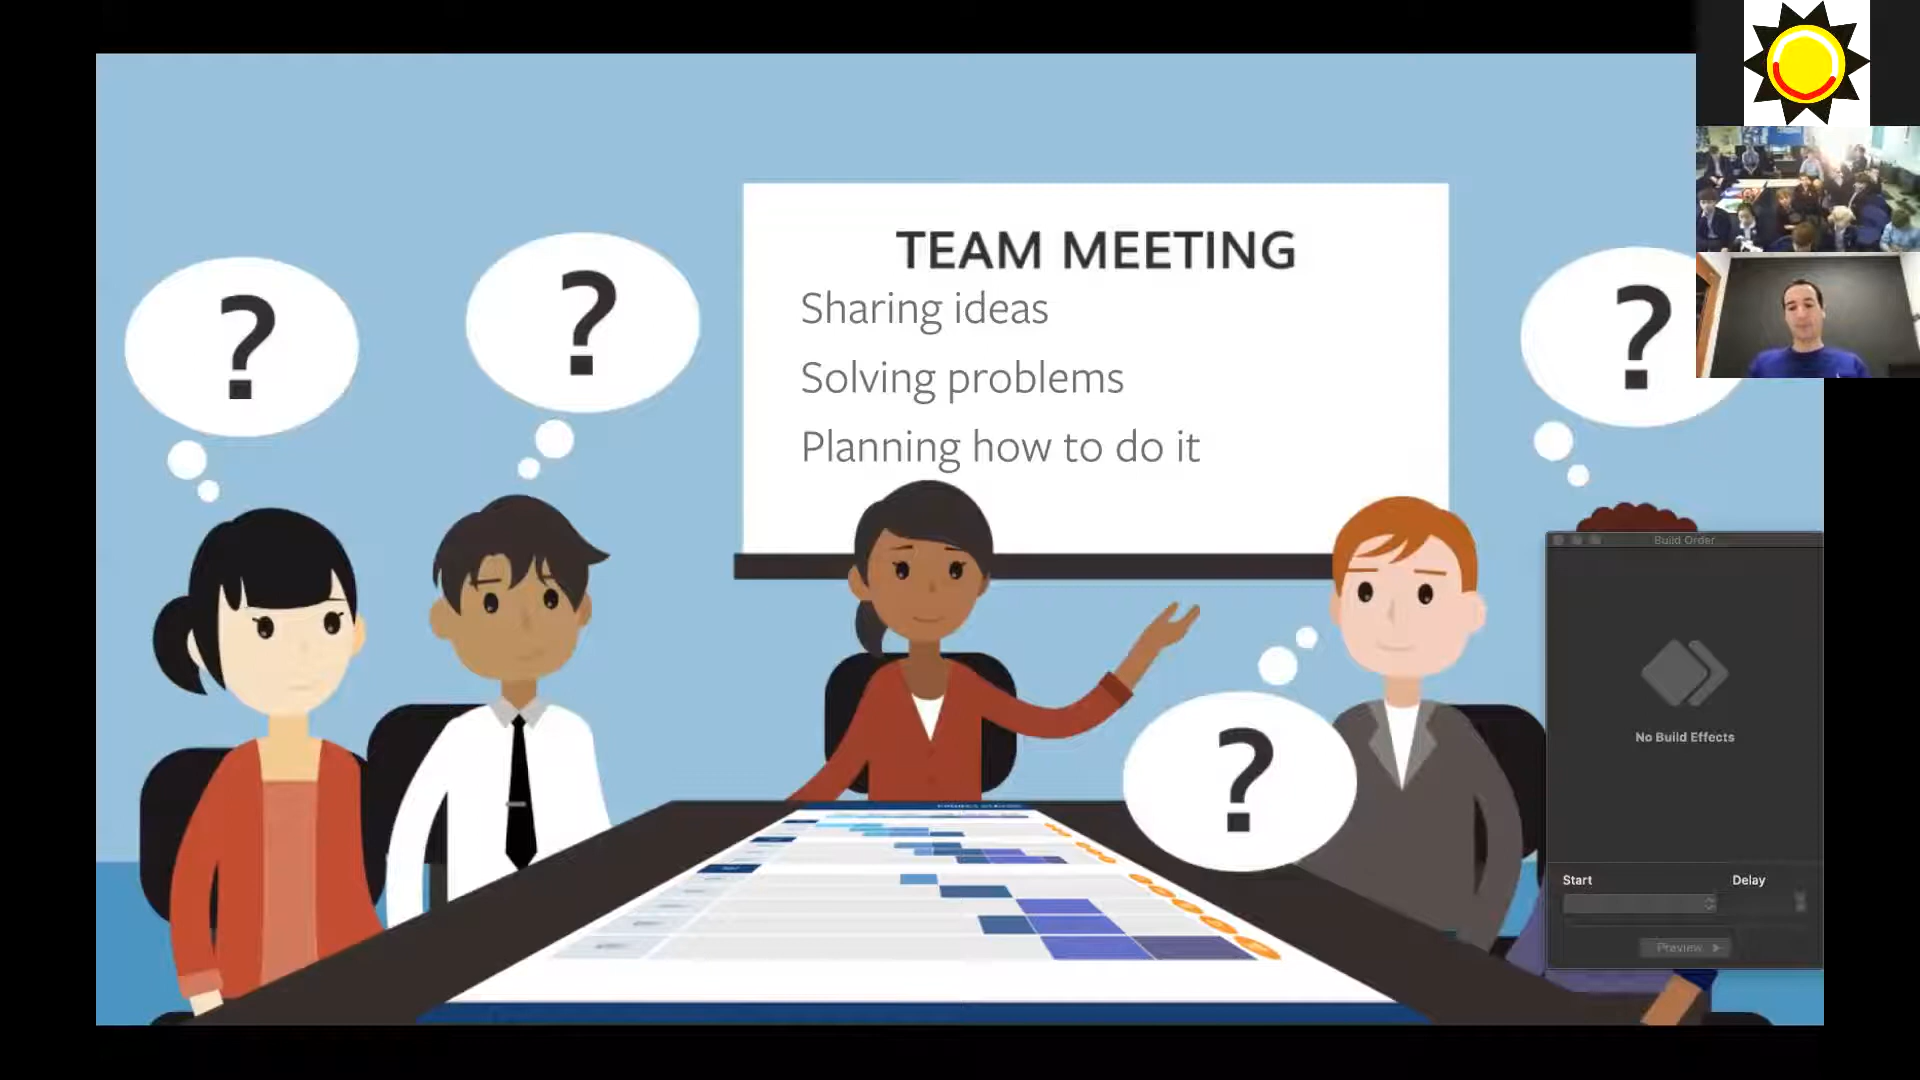 TEAM MEETING
Sharing ideas
Solving problems
Planning how to do it
?
?
?
?
Build Order
No Build Effects
Start
Delay
Preview